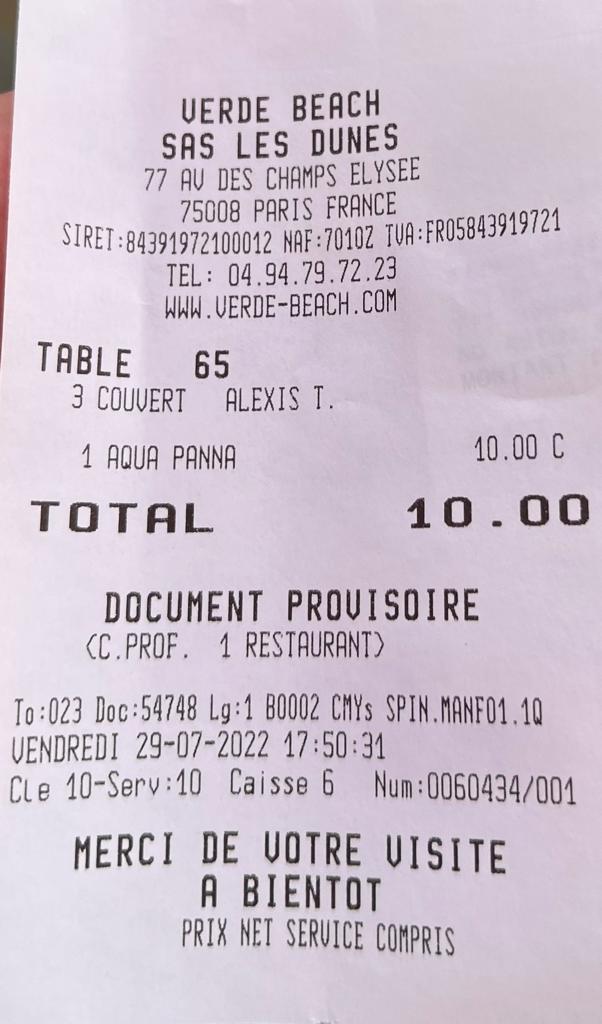 VERDE BEACH
SAS LES DUNES
77 AV DES CHAMPS ELYSEE
75008 PARIS FRANCE
SIRET:84391972100012 NAF:7010Z TVA:FR05843919721
TEL: 04.94.79.72.23
WWW.VERDE-BEACH.COM
TABLE 65
3 COUVERT ALEXIS T.
1 AQUA PANNA 10.00 C
TOTAL 10.00
DOCUMENT PROVISOIRE
(C.PROF. 1 RESTAURANT)
To:023 Doc:54748 Lg:1 B0002 CMYs SPIN.MANF01.1Q
VENDREDI 29-07-2022 17:50:31
Cle 10-Serv:10 Caisse 6 Num:0060434/001
MERCI DE VOTRE VISITE
A BIENTOT
PRIX NET SERVICE COMPRIS